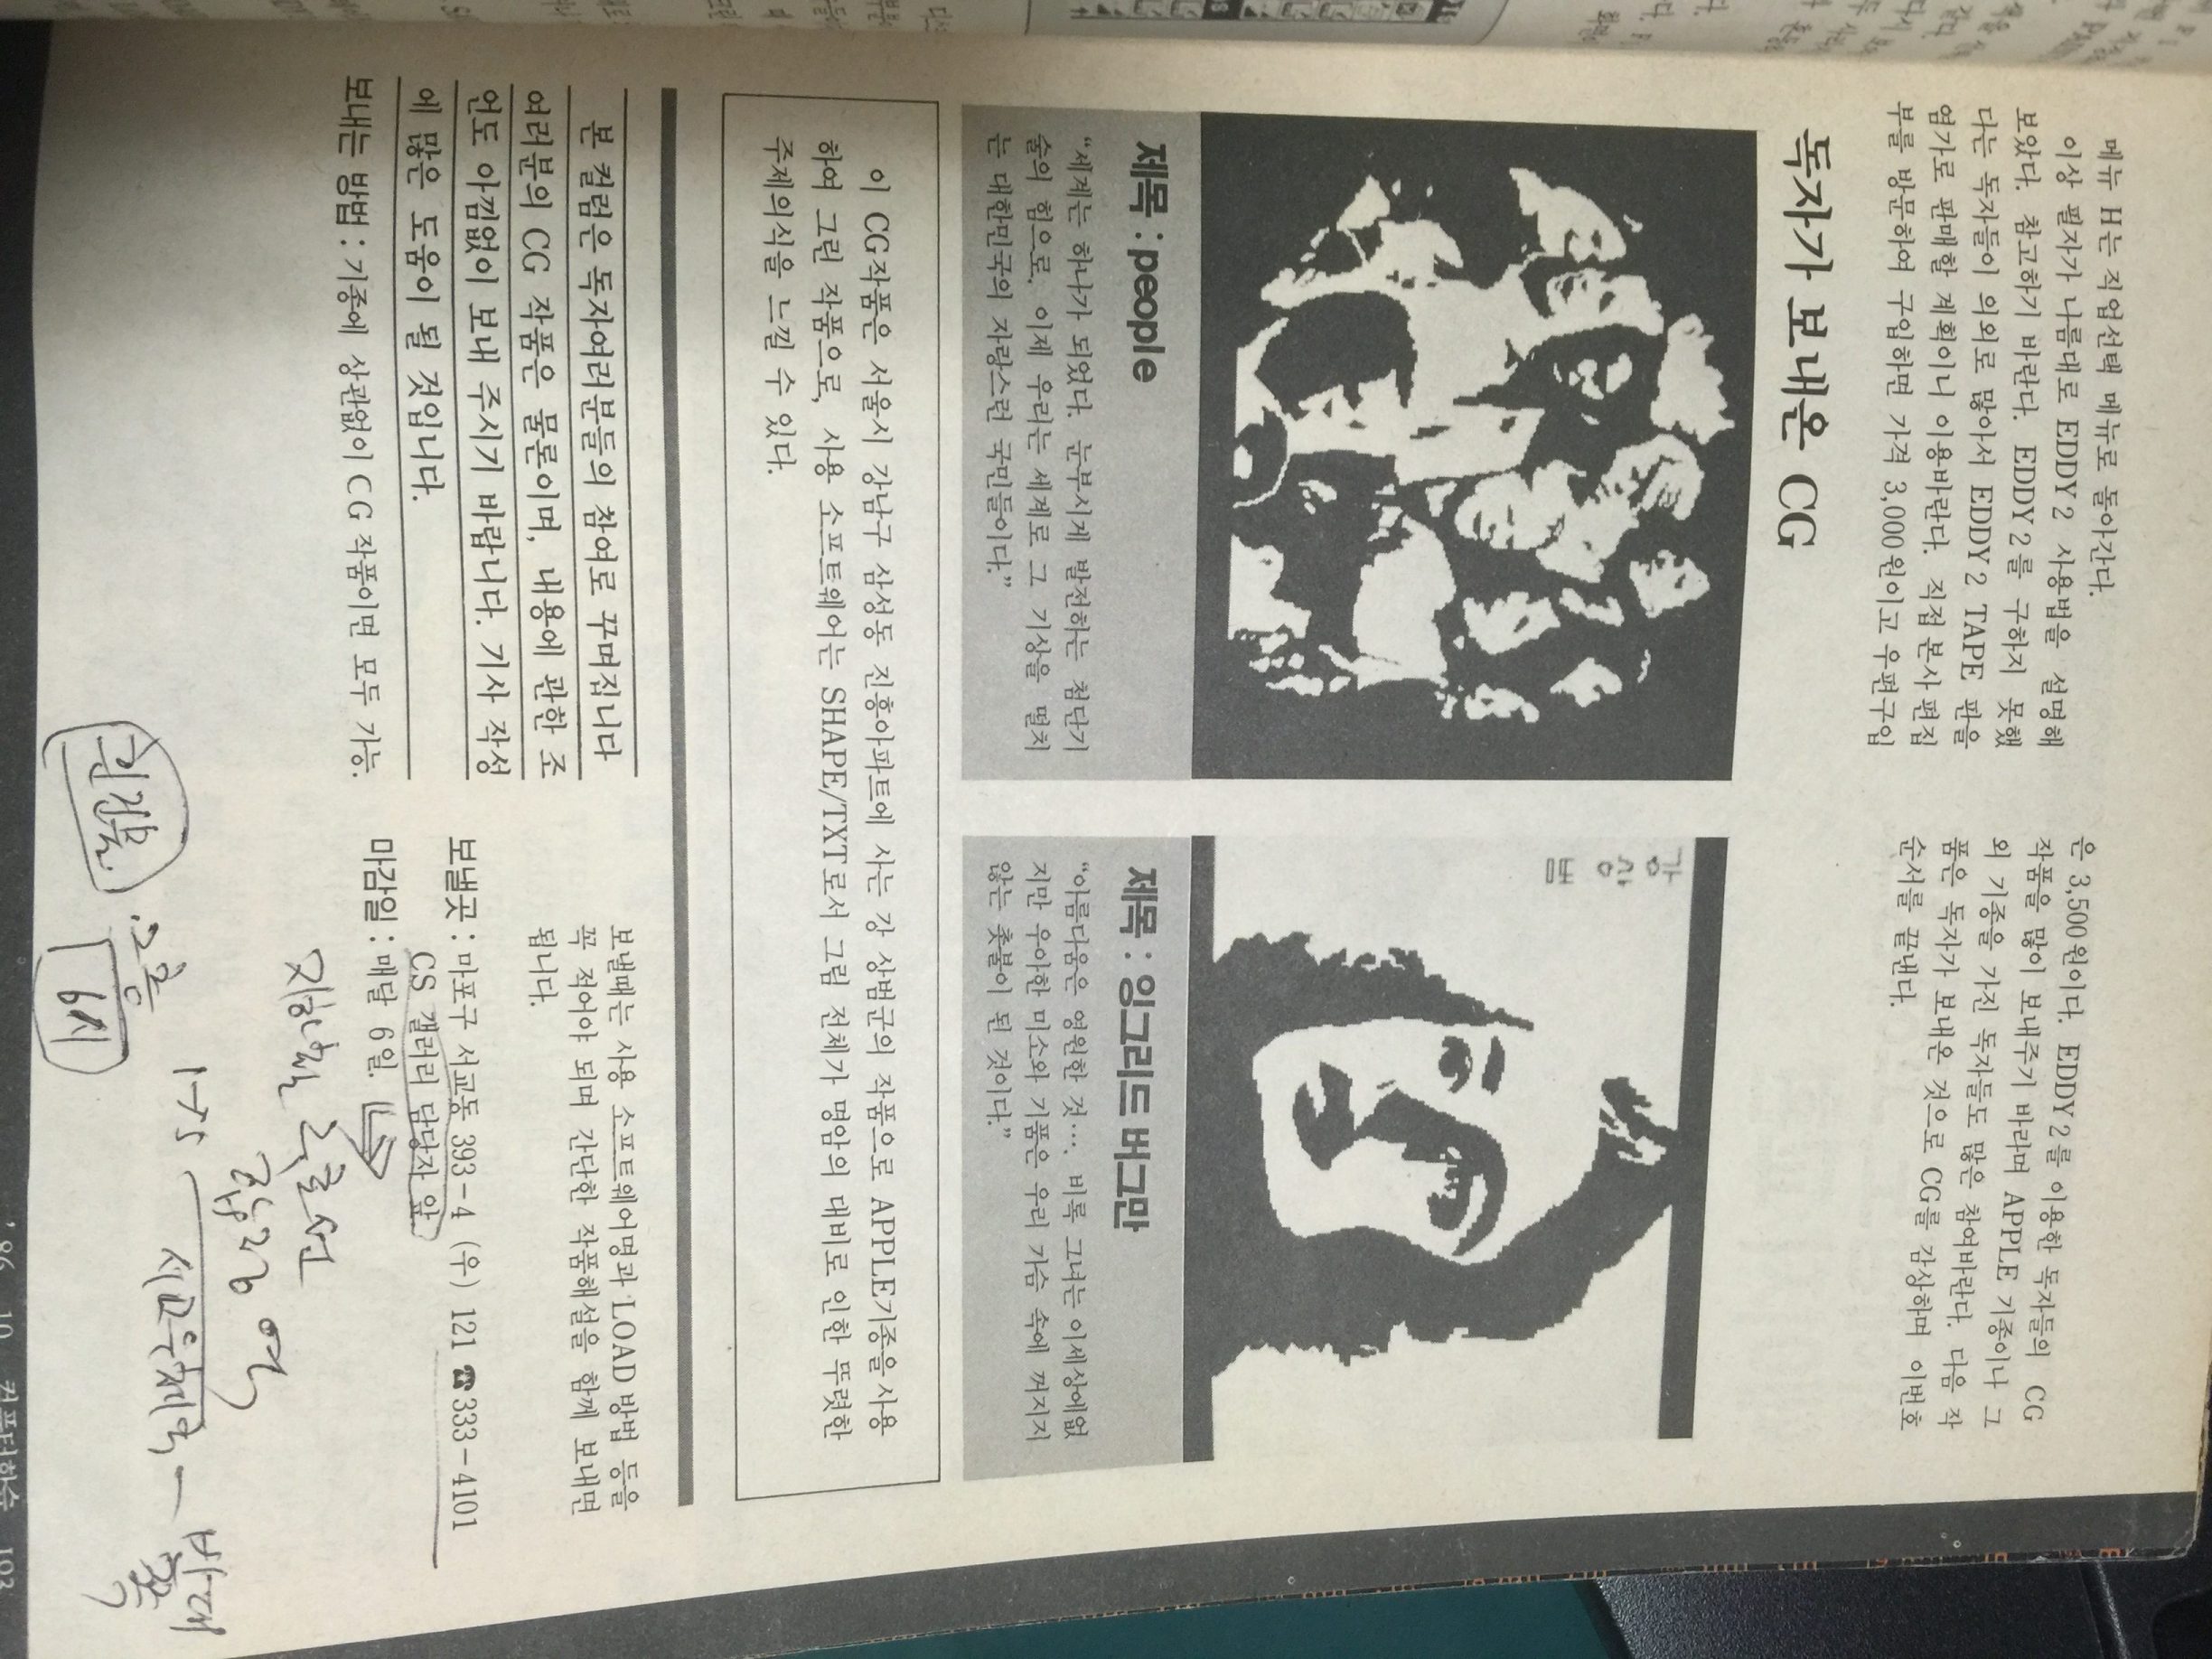 메뉴 H는 직업선택 메뉴로 돌아간다.
이상 필자가 나름대로 EDDY 2 사용법을 설명해
보았다. 참고하기 바란다. EDDY 2를 구하지 못했
다는 독자들이 의외로 많아서 EDDY 2 TAPE 판을
염가로 판매할 계획이니 이용바란다. 직접 본사 편집
부를 방문하여 구입하면 가격 3,000원이고 우편구입
은 3,500원이다. EDDY 2를 이용한 독자들의 CG
작품을 많이 보내주기 바라며 APPLE 기종이나 그
외 기종을 가진 독자들도 많은 참여바란다. 다음 작
품은 독자가 보내온 것으로 CG를 감상하며 이번호
순서를 끝낸다.
독자가 보내온 CG
제목 : people
“세계는 하나가 되었다. 눈부시게 발전하는 첨단기
술의 힘으로. 이제 우리는 세계로 그 기상을 떨치
는 대한민국의 자랑스런 국민들이다.”
제목 : 잉그리드 버그만
“아름다움은 영원한 것…. 비록 그녀는 이세상에없
지만 우아한 미소와 기품은 우리 가슴 속에 꺼지지
않는 촛불이 된 것이다.”
이 CG작품은 서울시 강남구 삼성동 진흥아파트에 사는 강 상범군의 작품으로 APPLE기종을 사용
하여 그린 작품으로, 사용 소프트웨어는 SHAPE/TXT로서 그림 전체가 명암의 대비로 인한 뚜렷한
주제의식을 느낄 수 있다.
본 컬럼은 독자여러분들의 참여로 꾸며집니다
여러분의 CG 작품은 물론이며, 내용에 관한 조
언도 아낌없이 보내 주시기 바랍니다. 기사 작성
에 많은 도움이 될 것입니다.
보내는 방법 : 기종에 상관없이 CG 작품이면 모두 가능.
보낼때는 사용 소프트웨어명과 LOAD 방법 등을
꼭 적어야 되며 간단한 작품해설을 함께 보내면
됩니다.
보낼곳 : 마포구 서교동 393-4 (우) 121 ☎333-4101
CS 갤러리 담당자 앞
마감일 : 매달 6일.
지하철 2호선
6시